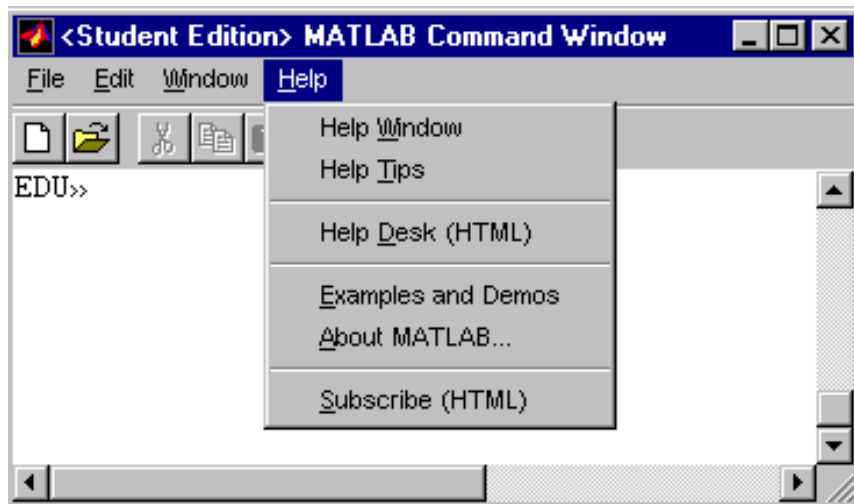 <Student Edition> MATLAB Command Window
File Edit Window Help
Help Window
Help Tips
EDU»
Help Desk (HTML)
Examples and Demos
About MATLAB...
Subscribe (HTML)